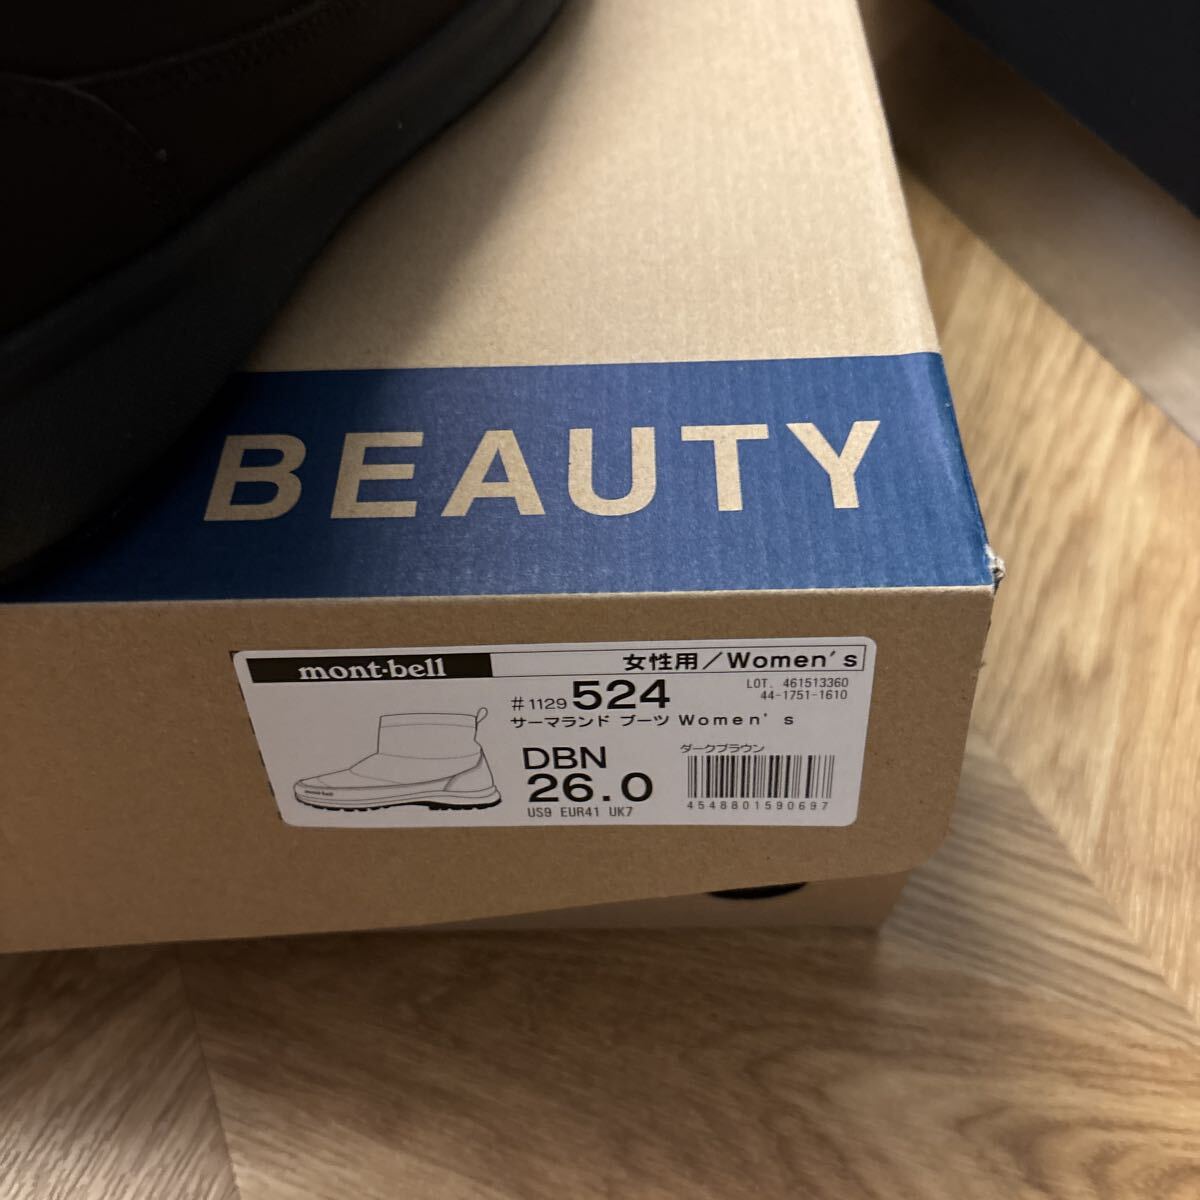 BEAUTY
mont-bell 女性用/Women's
#1129 524 LOT. 461513360
44-1751-1610
サーマランド ブーツ Women's
DBN ダークブラウン
26.0
4548801590697
US9 EUR41 UK7
mont-bell